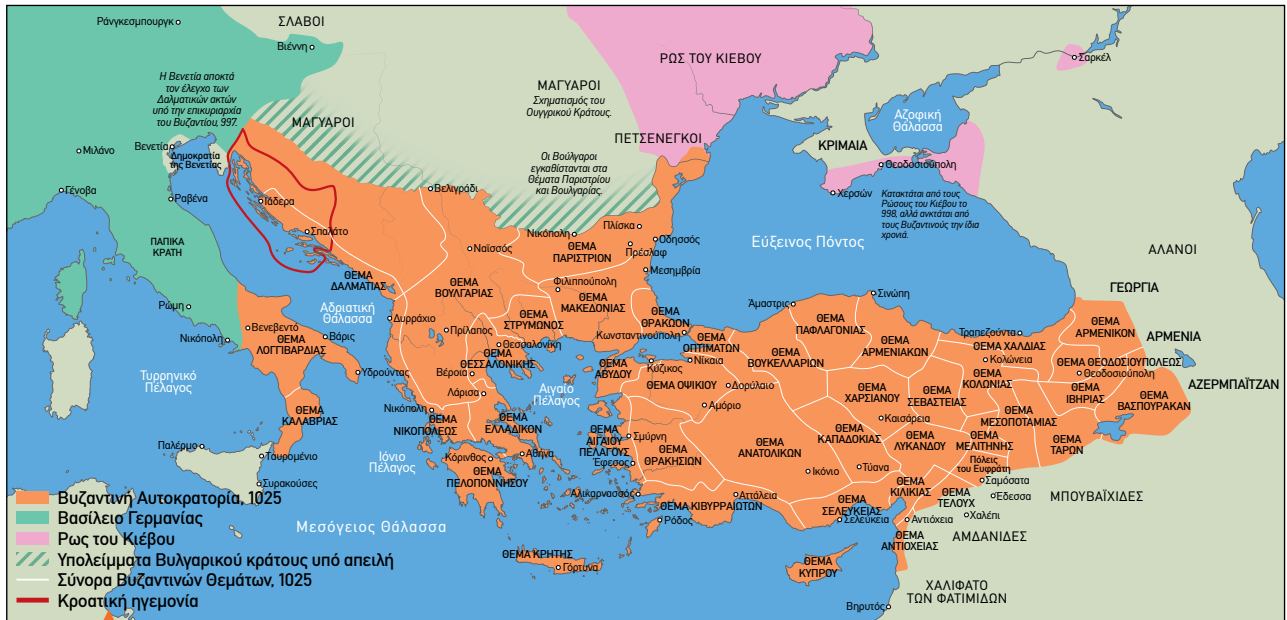 Ράνγκεσμπουργκ
ΣΛΑΒΟΙ
Βιέννη
Η Βενετία αποκτά
τον έλεγχο των
Δαλματικών ακτών
υπό την επικυριαρχία
του Βυζαντίου, 997.
ΜΑΓΥΑΡΟΙ
ΜΑΓΥΑΡΟΙ
Σχηματισμός του
Ουγγρικού Κράτους.
ΡΩΣ ΤΟΥ ΚΙΕΒΟΥ
Σαρκέλ
ΠΕΤΣΕΝΕΓΚΟΙ
Αζοφική
Θάλασσα
ΚΡΙΜΑΙΑ
Θεοδοσιούπολη
Χερσών
Κατακτάται από τους
Ρώσους του Κιέβου το
998, αλλά ανκτάται από
τους Βυζαντινούς την ίδια
χρονιά.
Οι Βούλγαροι
εγκαθίστανται στα
Θέματα Παριστρίου
και Βουλγαρίας.
Μιλάνο
Βενετία
Δημοκρατία
της Βενετίας
Γένοβα
Ραβένα
Ιάδερα
Σπαλάτο
Βελιγράδι
ΠΑΠΙΚΑ
ΚΡΑΤΗ
Ρώμη
Νικόπολη
ΘΕΜΑ
ΔΑΛΜΑΤΙΑΣ
Αδριατική
Θάλασσα
Ναϊσσός
ΘΕΜΑ
ΒΟΥΛΓΑΡΙΑΣ
Νικόπολη
ΘΕΜΑ
ΠΑΡΙΣΤΡΙΟΝ
Πλίσκα
Πρέσλαφ
Οδησσός
Μεσημβρία
Φιλιππούπολη
ΘΕΜΑ
ΜΑΚΕΔΟΝΙΑΣ
ΘΕΜΑ
ΣΤΡΥΜΩΝΟΣ
ΘΕΜΑ
ΘΡΑΚΩΩΝ
Κωνσταντινούπολη
Εύξεινος Πόντος
ΑΛΑΝΟΙ
ΓΕΩΡΓΙΑ
ΑΡΜΕΝΙΑ
ΑΖΕΡΜΠΑΪΤΖΑΝ
Βενεβεντό
ΘΕΜΑ
ΛΟΓΓΙΒΑΡΔΙΑΣ
Βάρις
Υδρούντας
Δυρράχιο
Πρίλαπος
Θεσσαλονίκη
ΘΕΜΑ
ΘΕΣΣΑΛΟΝΙΚΗΣ
Βέροια
Λάρισα
Τυρρηνικό
Πέλαγος
ΘΕΜΑ
ΚΑΛΑΒΡΙΑΣ
Νικόπολη
ΘΕΜΑ
ΝΙΚΟΠΟΛΕΩΣ
ΘΕΜΑ
ΕΛΛΑΔΙΚΟΝ
Αιγαίο
Πέλαγος
Ιόνιο
Πέλαγος
Αθήνα
Κόρινθος
ΘΕΜΑ
ΠΕΛΟΠΟΝΝΗΣΟΥ
Παλέρμο
Ταυρομένιο
Συρακούσες
Μεσόγειος Θάλασσα
ΘΕΜΑ ΚΡΗΤΗΣ
Γόρτυνα
Άμαστρις
Σινώπη
ΘΕΜΑ
ΠΑΦΛΑΓΟΝΙΑΣ
ΘΕΜΑ
ΟΠΤΙΜΑΤΩΝ
ΘΕΜΑ
ΒΟΥΚΕΛΛΑΡΙΩΝ
ΘΕΜΑ
ΑΡΜΕΝΙΑΚΩΝ
Τραπεζούντα
ΘΕΜΑ ΧΑΛΔΙΑΣ
Κολώνεια
ΘΕΜΑ
ΚΟΛΩΝΙΑΣ
ΘΕΜΑ
ΑΡΜΕΝΙΚΟΝ
ΘΕΜΑ ΘΕΟΔΟΣΙΟΥΠΟΛΕΩΣ
Θεοδοσιούπολη
ΘΕΜΑ
ΙΒΗΡΙΑΣ
ΘΕΜΑ
ΒΑΣΠΟΥΡΑΚΑΝ
Κύζικος
Νίκαια
ΘΕΜΑ
ΑΒΥΔΟΥ
ΘΕΜΑ ΟΨΙΚΙΟΥ
Δορύλαιο
Αμόριο
ΘΕΜΑ
ΧΑΡΣΙΑΝΟΥ
ΘΕΜΑ
ΣΕΒΑΣΤΕΙΑΣ
ΘΕΜΑ
ΜΕΣΟΠΟΤΑΜΙΑΣ
ΘΕΜΑ
ΤΑΡΩΝ
Καισάρεια
ΘΕΜΑ
ΚΑΠΑΔΟΚΙΑΣ
ΘΕΜΑ
ΛΥΚΑΝΔΟΥ
ΘΕΜΑ
ΜΕΛΙΤΗΝΗΣ
Πόλεις
του Ευφράτη
Σαμόσατα
Έδεσσα
Σμύρνη
ΘΕΜΑ
ΑΙΓΑΙΟΥ
ΠΕΛΑΓΟΥΣ
Έφεσος
ΘΕΜΑ
ΘΡΑΚΗΣΙΩΝ
ΘΕΜΑ
ΑΝΑΤΟΛΙΚΩΝ
Ικόνιο
Τύανα
ΘΕΜΑ
ΚΙΛΙΚΙΑΣ
ΘΕΜΑ
ΤΕΛΟΥΧ
Χαλέπι
Αλικαρνασσός
Ρόδος
Αττάλεια
ΘΕΜΑ ΚΙΒΥΡΡΑΙΩΤΩΝ
ΘΕΜΑ
ΣΕΛΕΥΚΕΙΑΣ
Σελεύκεια
Αντιόχεια
ΘΕΜΑ
ΑΝΤΙΟΧΕΙΑΣ
ΘΕΜΑ
ΚΥΠΡΟΥ
Βηρυτός
ΜΠΟΥΒΑΪΧΙΔΕΣ
ΑΜΔΑΝΙΔΕΣ
ΧΑΛΙΦΑΤΟ
ΤΩΝ ΦΑΤΙΜΙΔΩΝ
Βυζαντινή Αυτοκρατορία, 1025
Βασίλειο Γερμανίας
Ρως του Κιέβου
Υπολείμματα Βυλγαρικού κράτους υπό απειλή
Σύνορα Βυζαντινών Θεμάτων, 1025
Κροατική ηγεμονία